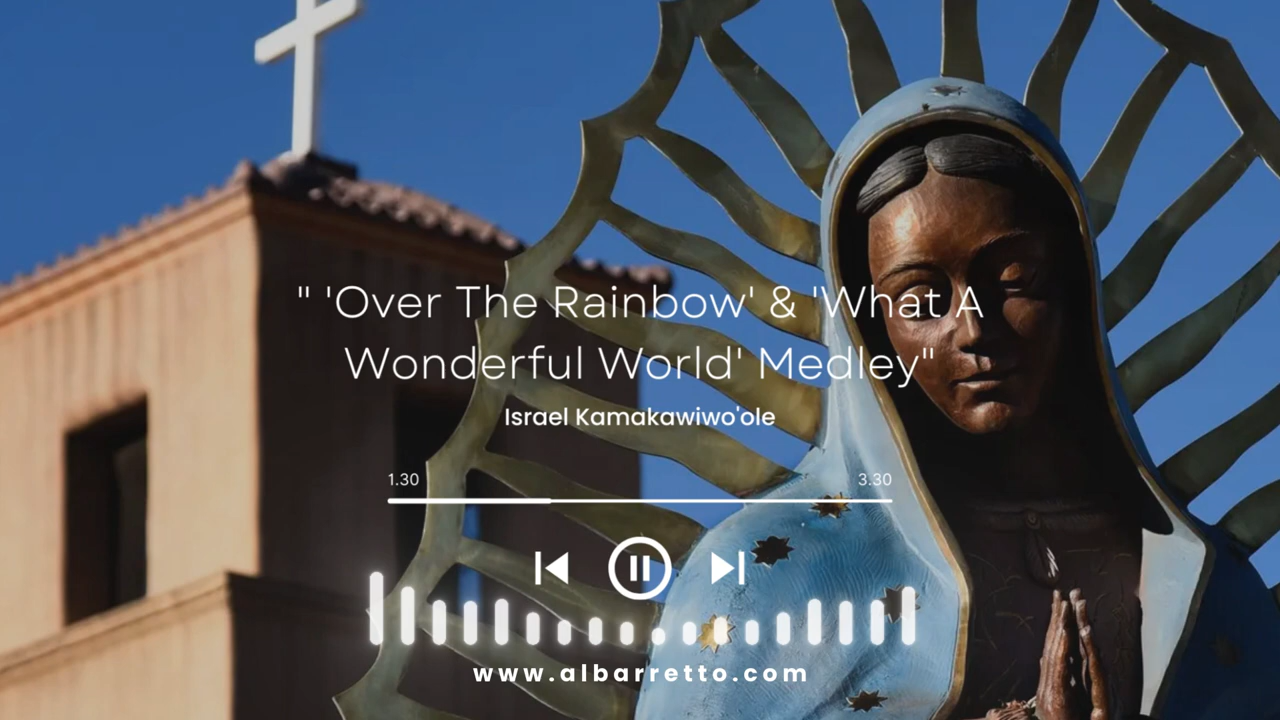 " 'Over The Rainbow' & 'What A
Wonderful World' Medley"
Israel Kamakawiwo'ole
1.30 3.30
www.albarretto.com